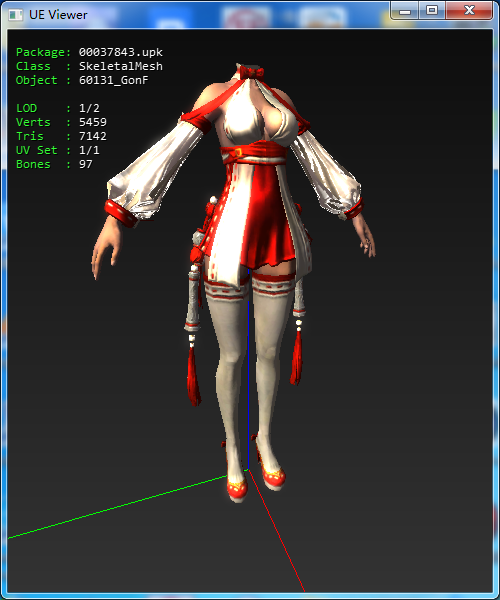 UE Viewer
Package: 00037843.upk
Class : SkeletalMesh
Object : 60131_GonF
LOD : 1/2
Verts : 5459
Tris : 7142
UV Set : 1/1
Bones : 97